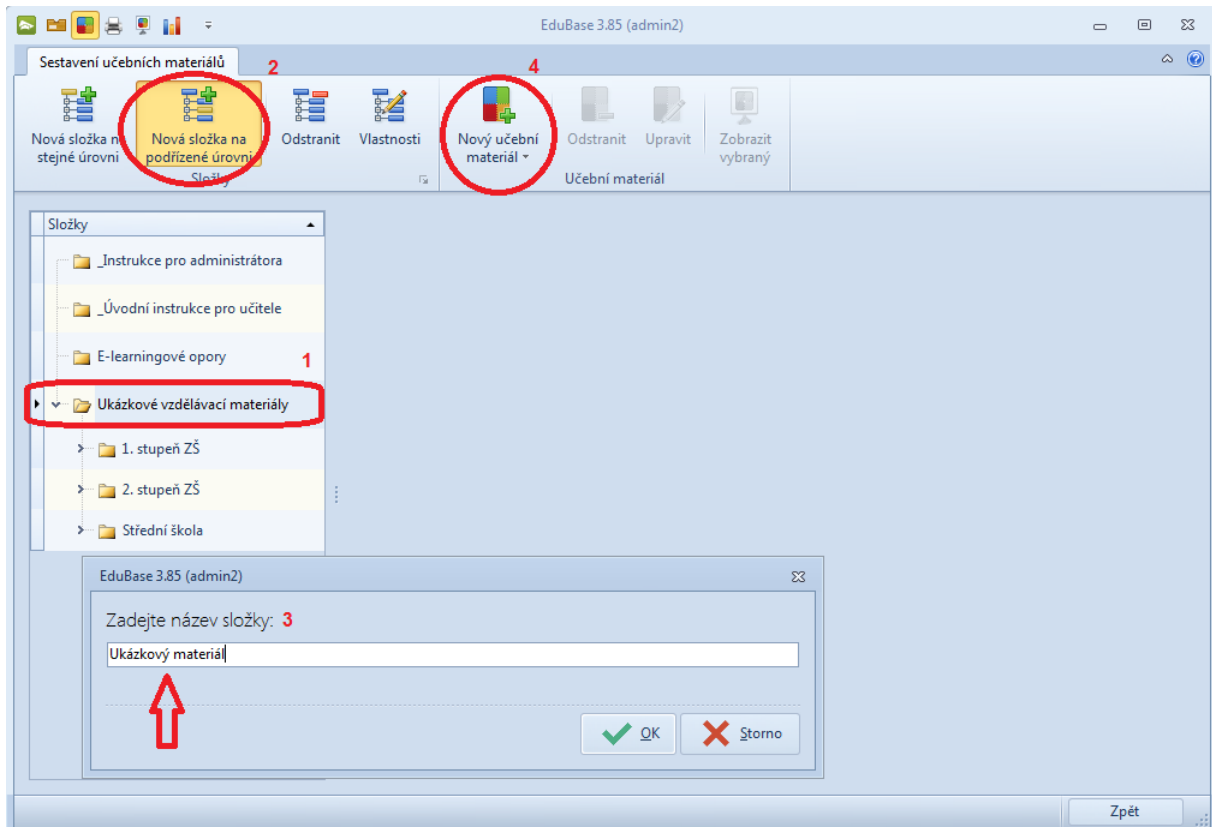 EduBase 3.85 (admin2)
Sestavení učebních materiálů
2
4
Nová složka n
stejné úrovni
Nová složka na
podřízené úrovni
Odstranit
Vlastnosti
Nový učební
materiál
Odstranit
Upravit
Zobrazit
vybraný
Složky
Učební materiál
Složky
_Instrukce pro administrátora
_Úvodní instrukce pro učitele
E-learningové opory
1
Ukázkové vzdělávací materiály
1. stupeň ZŠ
2. stupeň ZŠ
Střední škola
EduBase 3.85 (admin2)
Zadejte název složky: 3
Ukázkový materiál
OK
Storno
Zpět